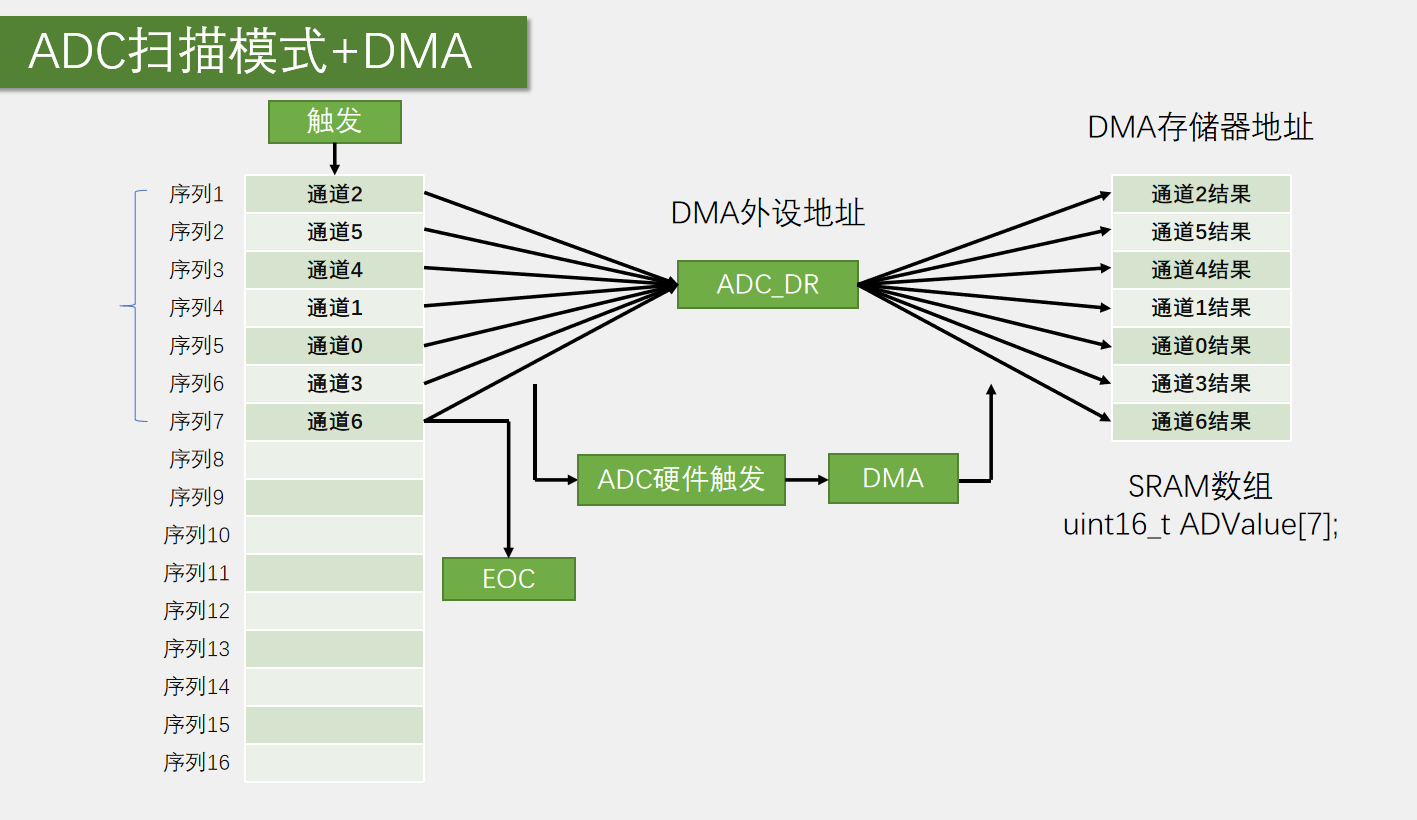 ADC扫描模式+DMA
触发
DMA存储器地址
序列1 通道2
序列2 通道5
序列3 通道4
序列4 通道1
序列5 通道0
序列6 通道3
序列7 通道6
序列8
序列9
序列10
序列11
序列12
序列13
序列14
序列15
序列16
DMA外设地址
ADC_DR
ADC硬件触发
DMA
EOC
通道2结果
通道5结果
通道4结果
通道1结果
通道0结果
通道3结果
通道6结果
SRAM数组
uint16_t ADValue[7];